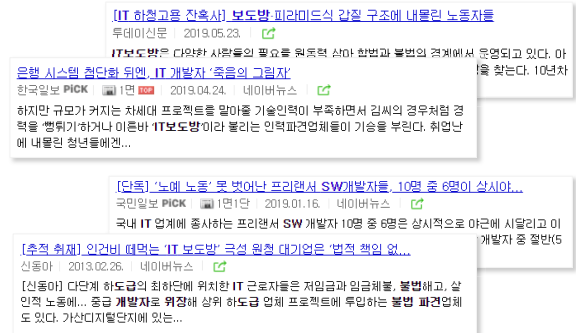 [IT 하청고용 잔혹사] 보도방·피라미드식 갑질 구조에 내몰린 노동자들
투데이신문 2019.05.23.
IT보도방은 다양한 사람들의 필요를 원동력 삼아 합법과 불법의 경계에서 운영되고 있다. 아
을 찾는다. 10년차
은행 시스템 첨단화 뒤엔, IT 개발자 '죽음의 그림자'
한국일보 PiCK 1면 TOP 2019.04.24. 네이버뉴스
하지만 규모가 커지는 차세대 프로젝트를 맡아줄 기술인력이 부족하면서 김씨의 경우처럼 경
력을 '뻥튀기'하거나 이른바 'IT보도방'이라 불리는 인력파견업체들이 기승을 부린다. 취업난
에 내몰린 청년들에겐...
[단독] '노예 노동' 못 벗어난 프리랜서 SW개발자들, 10명 중 6명이 상시야...
국민일보 PiCK 1면1단 2019.01.16. 네이버뉴스
국내 IT 업계에 종사하는 프리랜서 SW 개발자 10명 중 6명은 상시적으로 야근에 시달리고 이
개발자 중 절반(5
[추적 취재] 인건비 떼먹는 'IT 보도방' 극성 원청 대기업은 '법적 책임 없...
신동아 2013.02.26. 네이버뉴스
[신동아] 다단계 하도급의 최하단에 위치한 IT 근로자들은 저임금과 임금체불, 불법해고, 살
인적 노동에... 중급 개발자로 위장해 상위 하도급 업체 프로젝트에 투입하는 불법 파견업체
도 있다. 가산디지털단지에 있는...